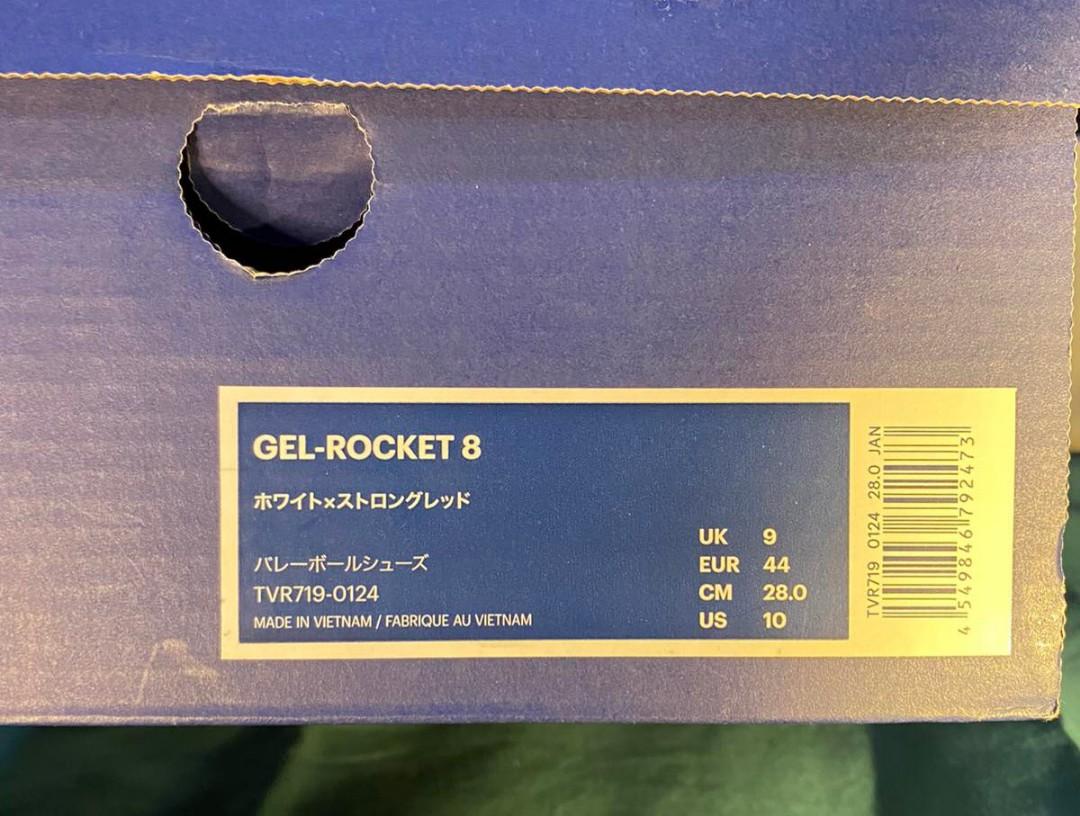 GEL-ROCKET 8
ホワイト×ストロングレッド
バレーボールシューズ
TVR719-0124
MADE IN VIETNAM / FABRIQUE AU VIETNAM
UK 9
EUR 44
CM 28.0
US 10
TVR719 0124 28.0 JAN
4 549846 792473